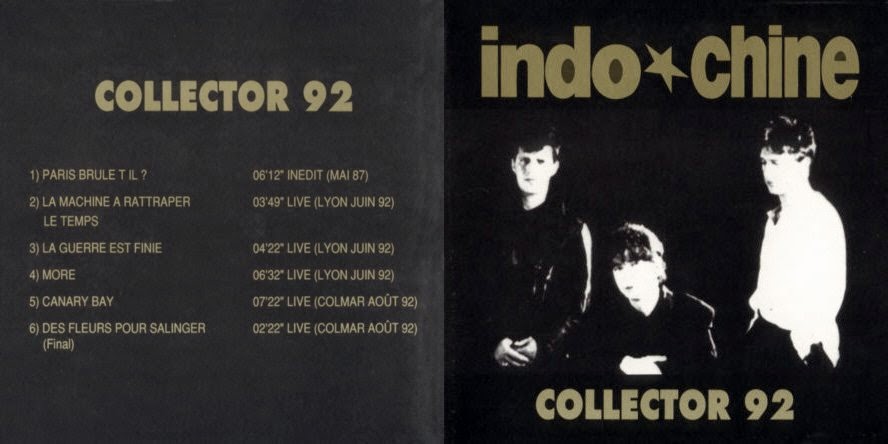 COLLECTOR 92
1) PARIS BRULE T IL ? 06'12" INEDIT (MAI 87)
2) LA MACHINE A RATTRAPER 03'49" LIVE (LYON JUIN 92)
LE TEMPS
3) LA GUERRE EST FINIE 04'22" LIVE (LYON JUIN 92)
4) MORE 06'32" LIVE (LYON JUIN 92)
5) CANARY BAY 07'22" LIVE (COLMAR AOÛT 92)
6) DES FLEURS POUR SALINGER 02'22" LIVE (COLMAR AOÛT 92)
(Final)
indo★chine
COLLECTOR 92